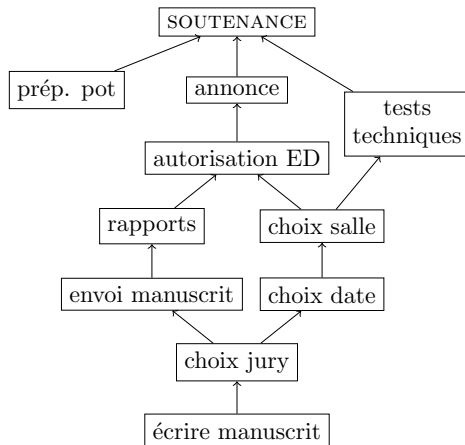 SOUTENANCE
prép. pot
annonce
tests
techniques
autorisation ED
rapports
choix salle
envoi manuscrit
choix date
choix jury
écrire manuscrit